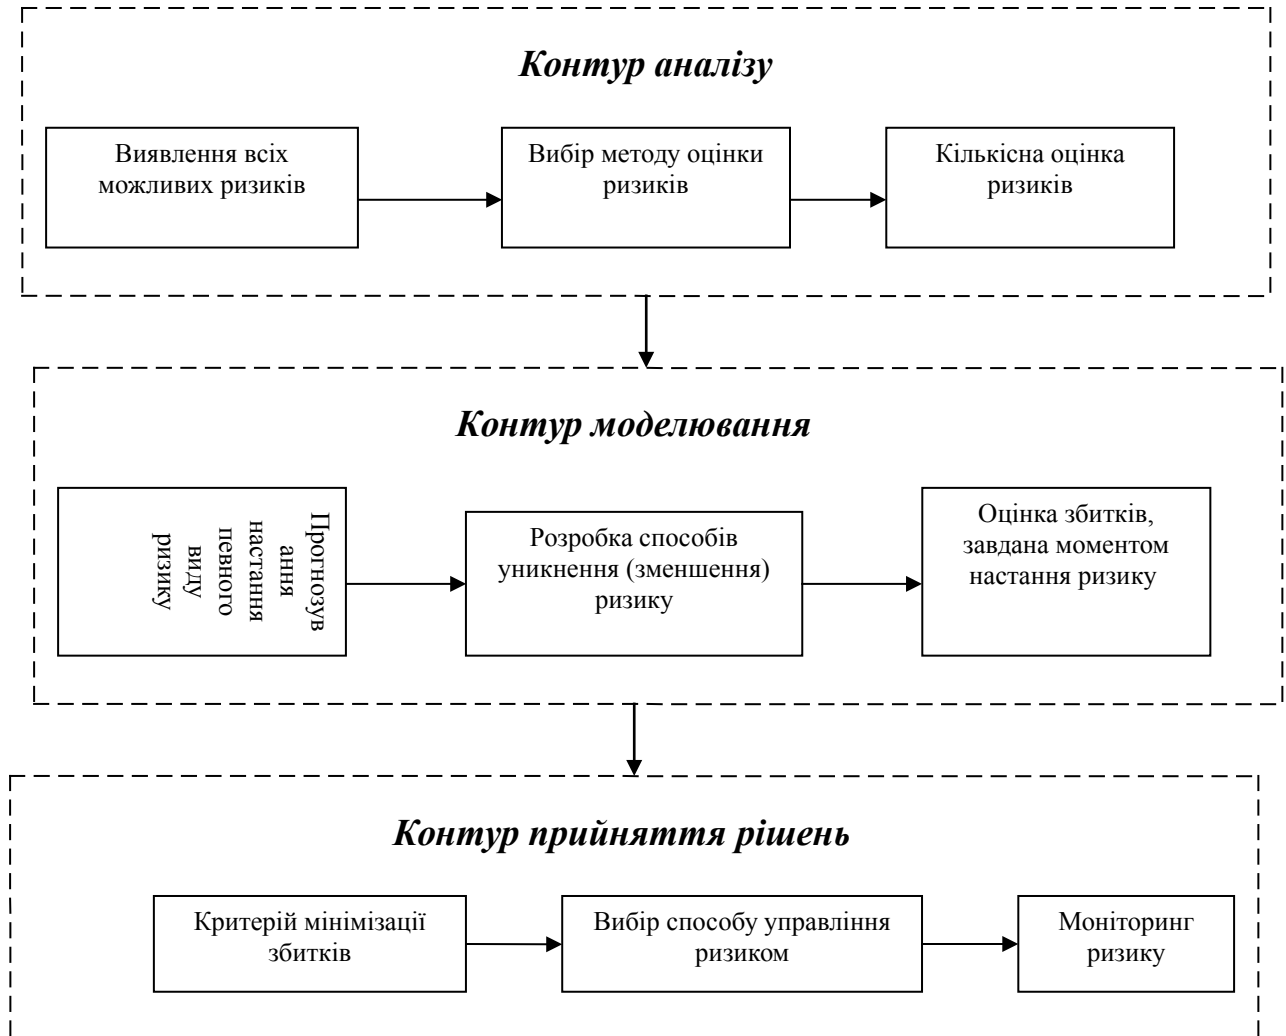 Контур аналізу
Виявлення всіх
можливих ризиків
Вибір методу оцінки
ризиків
Кількісна оцінка
ризиків
Контур моделювання
Прогнозув
ання
настання
певного
виду
ризику
Розробка способів
уникнення (зменшення)
ризику
Оцінка збитків,
завдана моментом
настання ризику
Контур прийняття рішень
Критерій мінімізації
збитків
Вибір способу управління
ризиком
Моніторинг
ризику